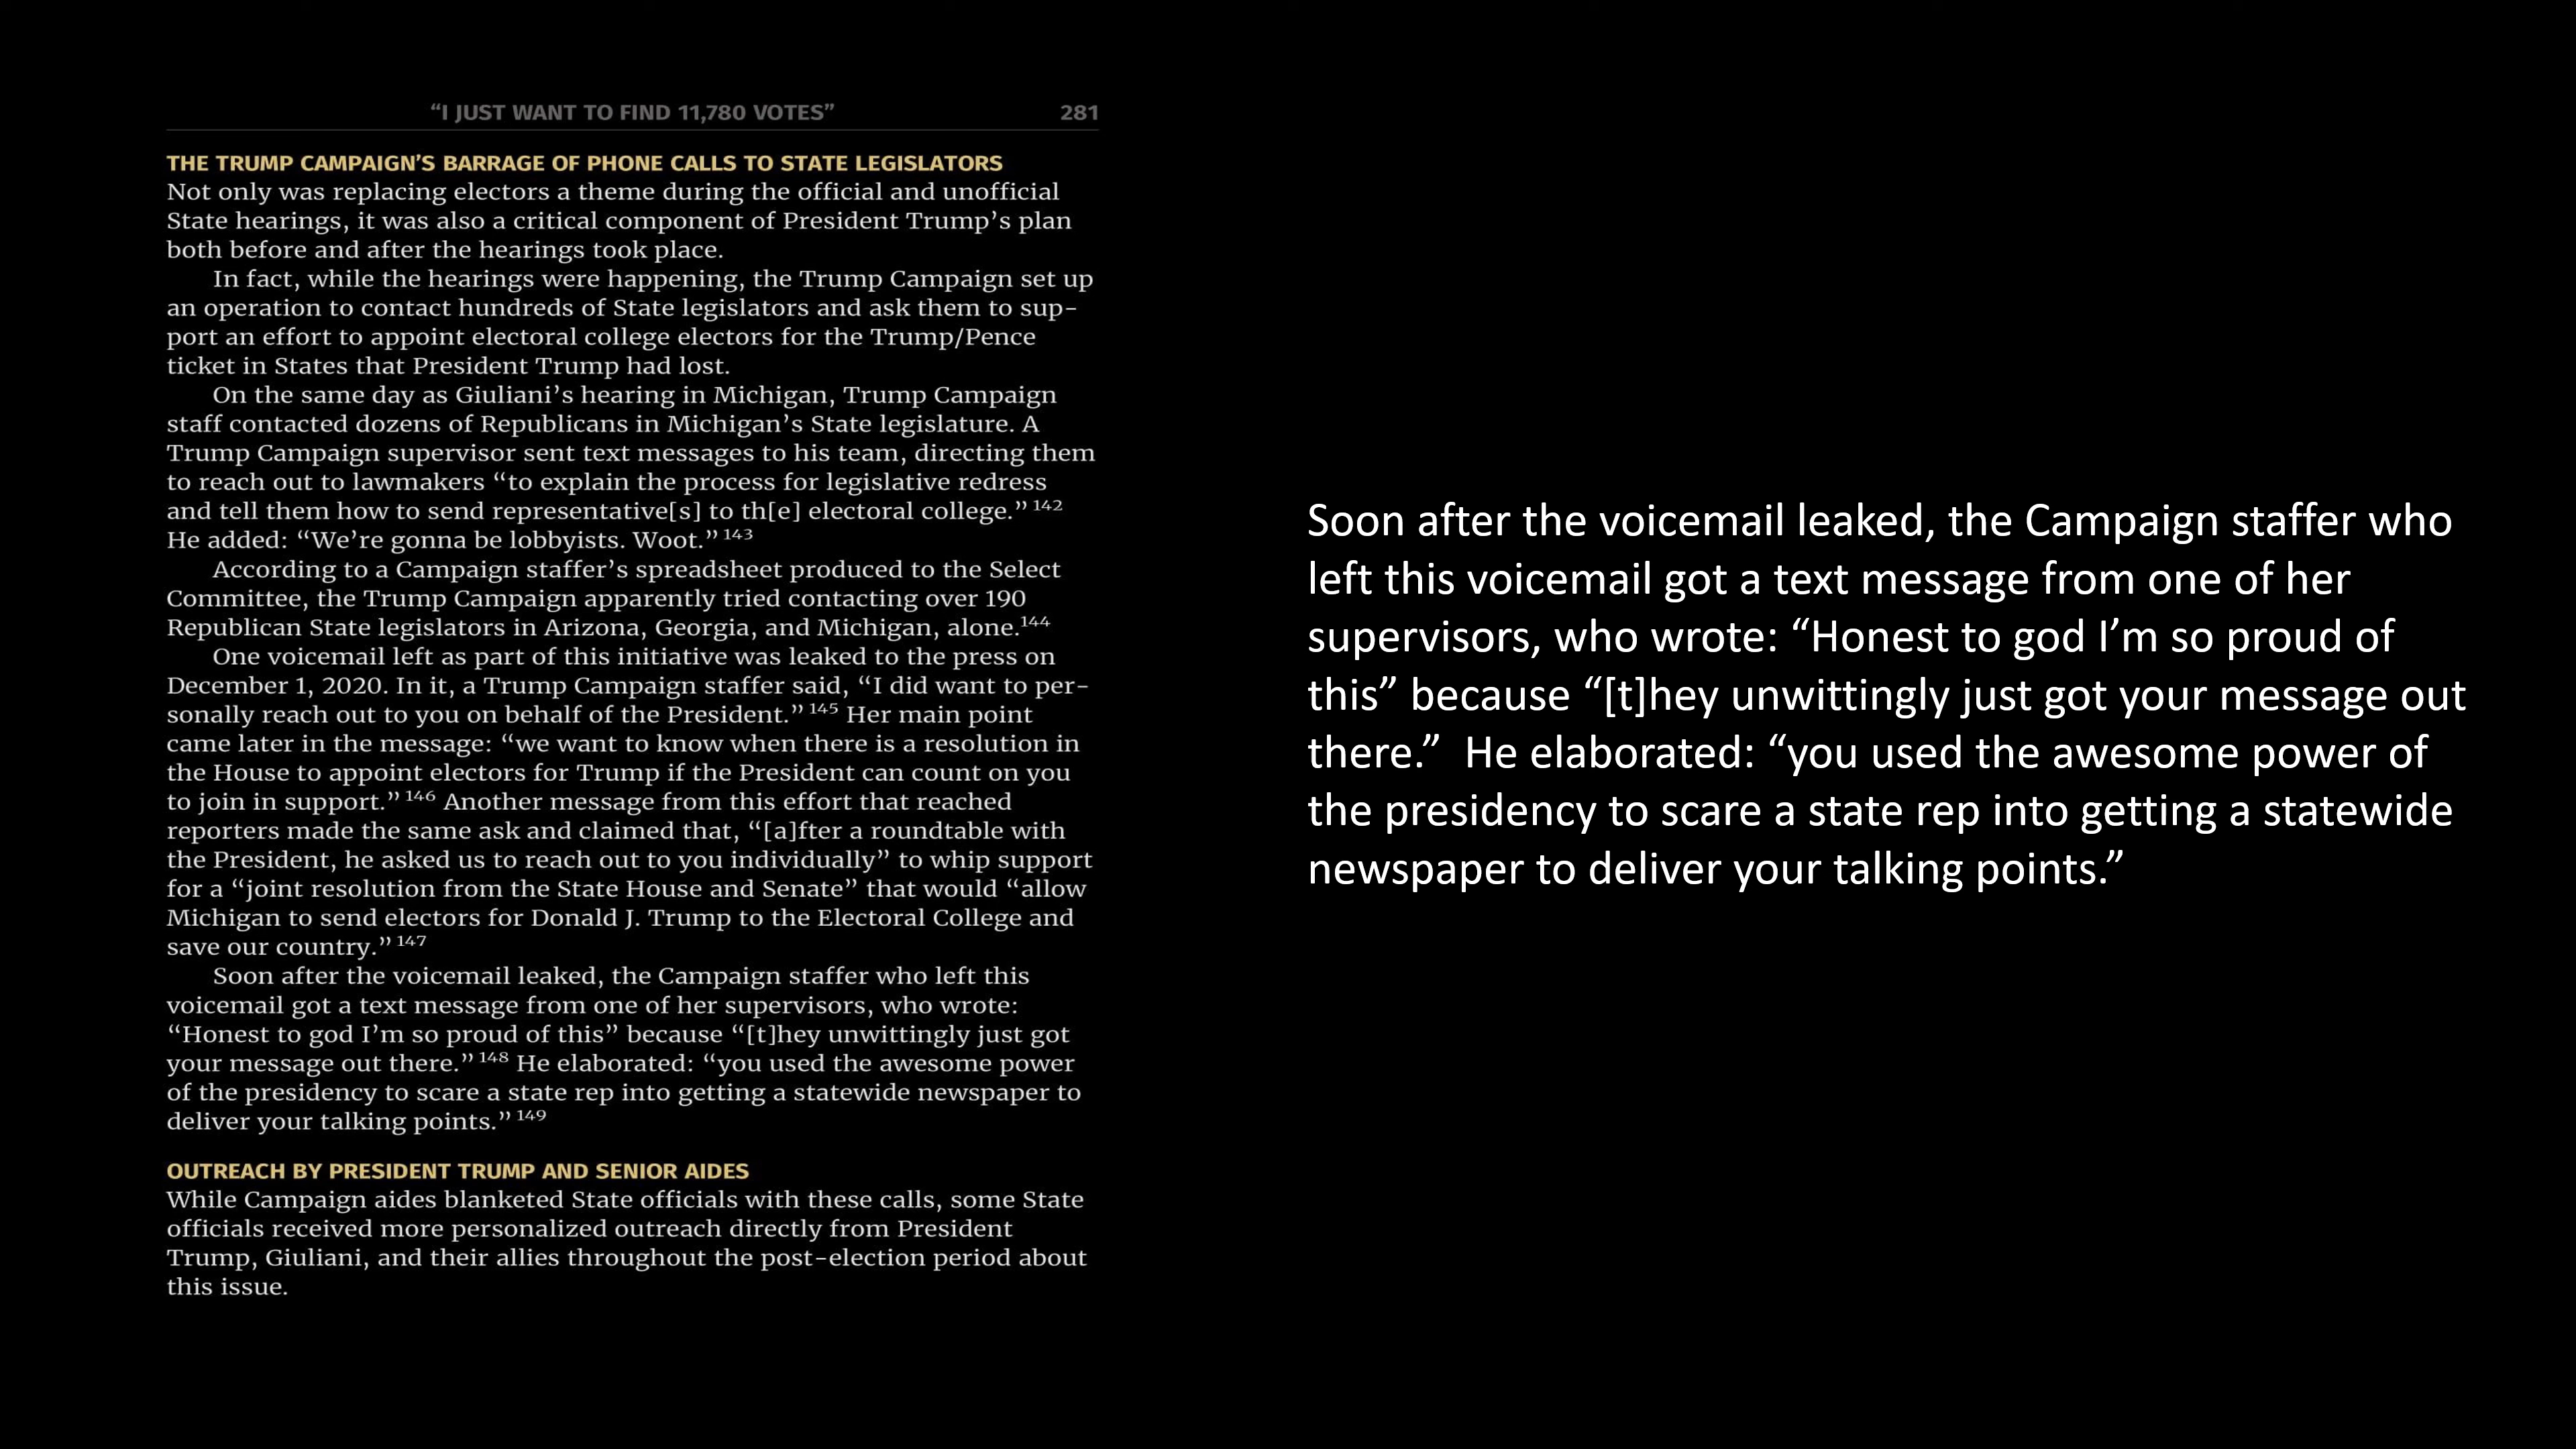 “I JUST WANT TO FIND 11,780 VOTES” 281
THE TRUMP CAMPAIGN’S BARRAGE OF PHONE CALLS TO STATE LEGISLATORS
Not only was replacing electors a theme during the official and unofficial
State hearings, it was also a critical component of President Trump’s plan
both before and after the hearings took place.
In fact, while the hearings were happening, the Trump Campaign set up
an operation to contact hundreds of State legislators and ask them to sup-
port an effort to appoint electoral college electors for the Trump/Pence
ticket in States that President Trump had lost.
On the same day as Giuliani’s hearing in Michigan, Trump Campaign
staff contacted dozens of Republicans in Michigan’s State legislature. A
Trump Campaign supervisor sent text messages to his team, directing them
to reach out to lawmakers “to explain the process for legislative redress
and tell them how to send representative[s] to th[e] electoral college.” 142
He added: “We’re gonna be lobbyists. Woot.” 143
According to a Campaign staffer’s spreadsheet produced to the Select
Committee, the Trump Campaign apparently tried contacting over 190
Republican State legislators in Arizona, Georgia, and Michigan, alone.144
One voicemail left as part of this initiative was leaked to the press on
December 1, 2020. In it, a Trump Campaign staffer said, “I did want to per-
sonally reach out to you on behalf of the President.” 145 Her main point
came later in the message: “we want to know when there is a resolution in
the House to appoint electors for Trump if the President can count on you
to join in support.” 146 Another message from this effort that reached
reporters made the same ask and claimed that, “[a]fter a roundtable with
the President, he asked us to reach out to you individually” to whip support
for a “joint resolution from the State House and Senate” that would “allow
Michigan to send electors for Donald J. Trump to the Electoral College and
save our country.” 147
Soon after the voicemail leaked, the Campaign staffer who left this
voicemail got a text message from one of her supervisors, who wrote:
“Honest to god I’m so proud of this” because “[t]hey unwittingly just got
your message out there.” 148 He elaborated: “you used the awesome power
of the presidency to scare a state rep into getting a statewide newspaper to
deliver your talking points.” 149
OUTREACH BY PRESIDENT TRUMP AND SENIOR AIDES
While Campaign aides blanketed State officials with these calls, some State
officials received more personalized outreach directly from President
Trump, Giuliani, and their allies throughout the post-election period about
this issue.
Soon after the voicemail leaked, the Campaign staffer who
left this voicemail got a text message from one of her
supervisors, who wrote: “Honest to god I’m so proud of
this” because “[t]hey unwittingly just got your message out
there.”  He elaborated: “you used the awesome power of
the presidency to scare a state rep into getting a statewide
newspaper to deliver your talking points.”